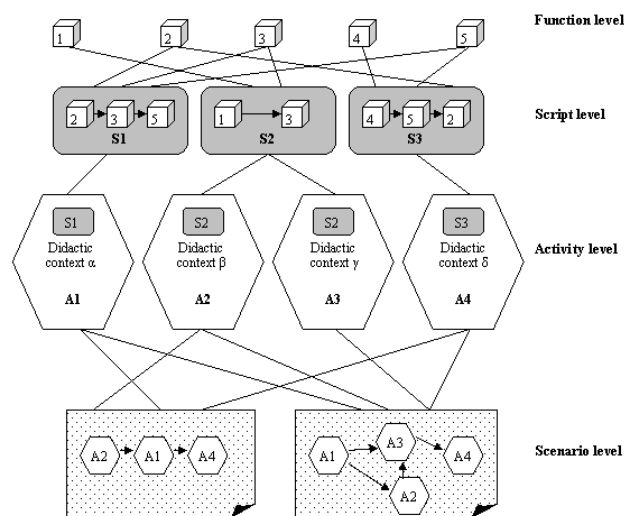 Function level
1 2 3 4 5
2 3 5
S1
1 3
S2
4 5 2
S3
Script level
S1
Didactic
context α
A1
S2
Didactic
context β
A2
S2
Didactic
context γ
A3
S3
Didactic
context δ
A4
Activity level
A2 A1 A4
A1 A3 A4
A2
Scenario level